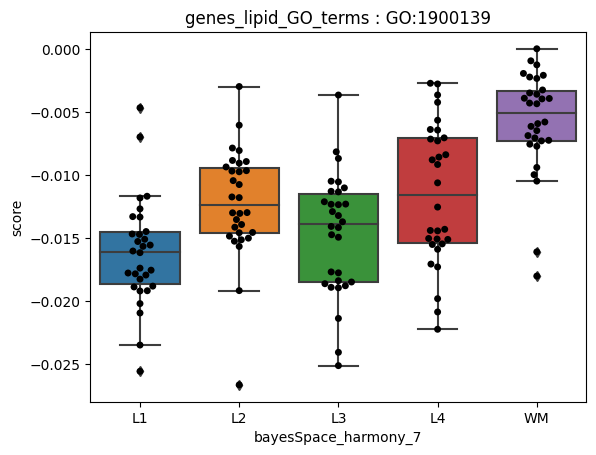 genes_lipid_GO_terms : GO:1900139
0.000
−0.005
−0.010
−0.015
−0.020
−0.025
score
L1 L2 L3 L4 WM
bayesSpace_harmony_7